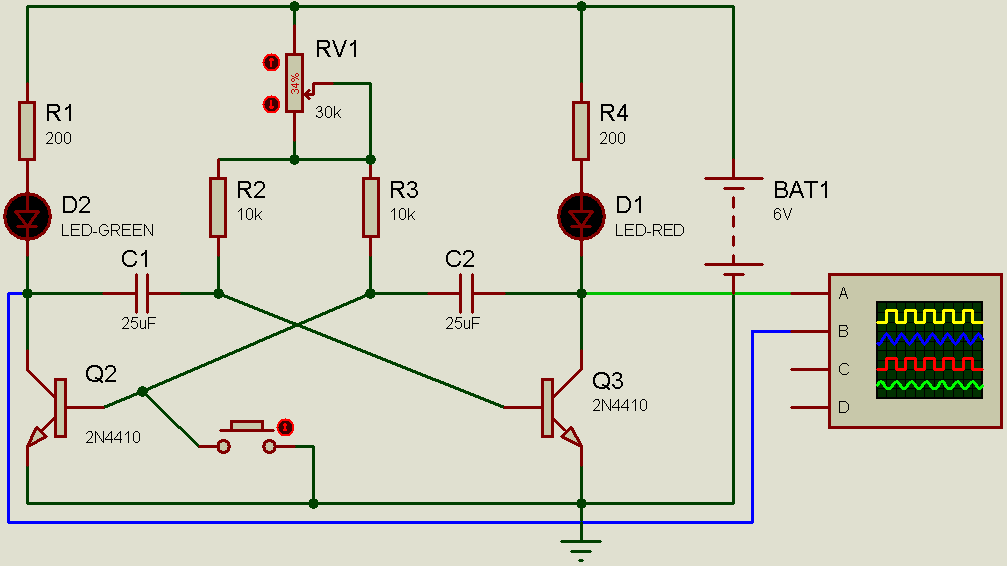 RV1
34%
30k
R1
200
R4
200
R2
10k
R3
10k
BAT1
6V
D2
LED-GREEN
D1
LED-RED
C1
25uF
C2
25uF
A
B
C
D
Q2
2N4410
Q3
2N4410